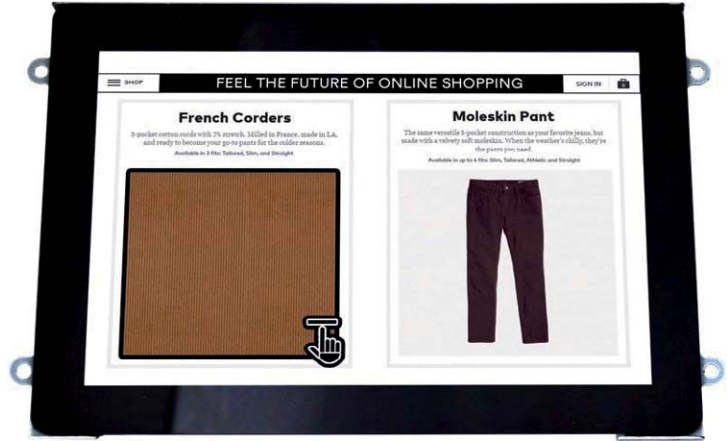 SHOP
FEEL THE FUTURE OF ONLINE SHOPPING
SIGN IN
0
French Corders
5-pocket cotton cords with 2% stretch. Milled in France, made in LA,
and ready to become your go-to pants for the colder seasons.
Available in 3 fits: Tailored, Slim, and Straight
Moleskin Pant
The same versatile 5-pocket construction as your favorite jeans, but
made with a velvety soft moleskin. When the weather's chilly, they're
the pants you need.
Available in up to 4 fits: Slim, Tailored, Athletic and Straight